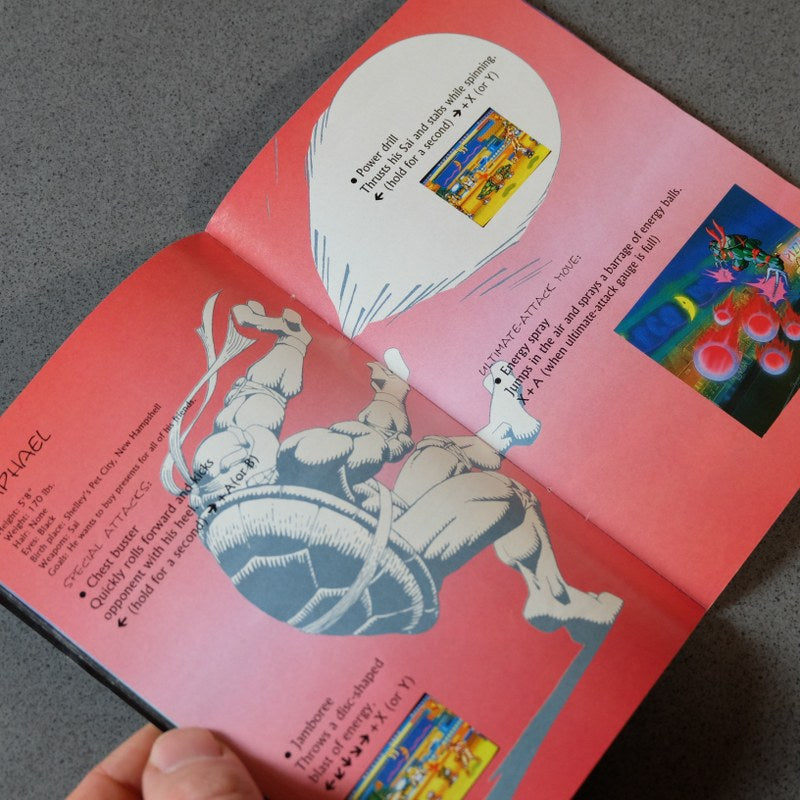 PHAEL
Height: 5'8"
Weight: 170 lbs.
Hair: None
Eyes: Black
Birth place: Shelley's Pet City, New Hampshell
Weapons: Sai
Goals: He wants to buy presents for all of his friends.
SPECIAL ATTACKS:
• Chest buster
Quickly rolls forward and kicks
opponent with his heel.
← (hold for a second) → + A (or B)
• Jamboree
Throws a disc-shaped
blast of energy.
←↙↓↘→ + X (or Y)
• Power drill
Thrusts his Sai and stabs while spinning.
← (hold for a second) → + X (or Y)
ULTIMATE-ATTACK MOVE:
• Energy spray
Jumps in the air and sprays a barrage of energy balls.
X + A (when ultimate-attack gauge is full)